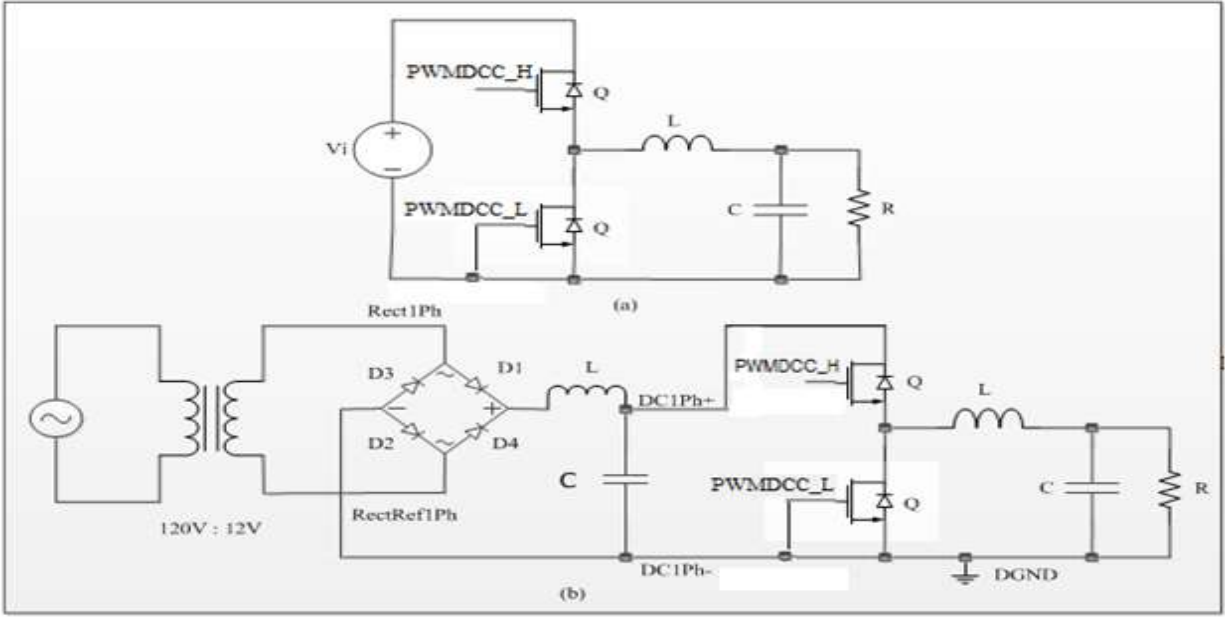 PWMDCC_H
Q
L
Vi
+
−
PWMDCC_L
Q
C
R
(a)
Rect1Ph
D3
D1
L
PWMDCC_H
Q
L
DC1Ph+
−
+
D2
D4
C
PWMDCC_L
Q
C
R
RectRef1Ph
120V : 12V
DC1Ph-
DGND
(b)